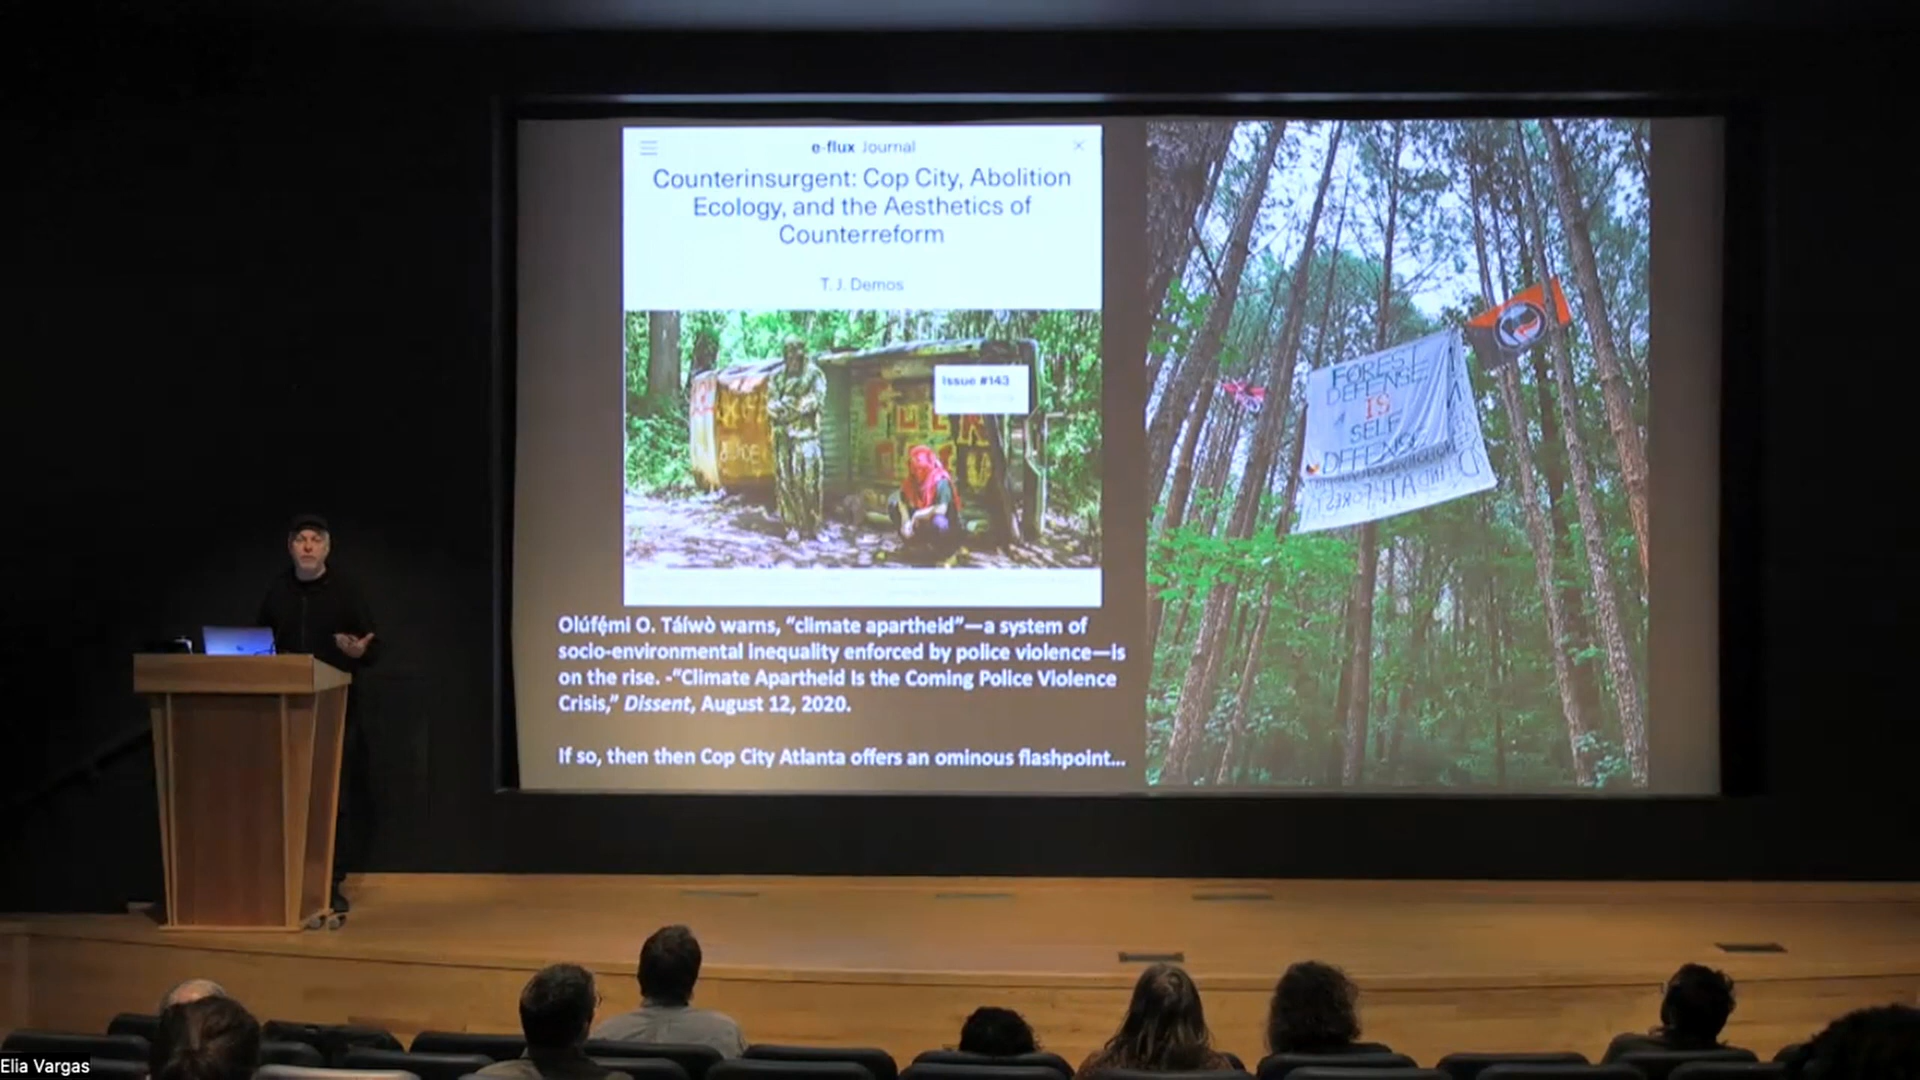 e-flux Journal
Counterinsurgent: Cop City, Abolition
Ecology, and the Aesthetics of
Counterreform
T. J. Demos
Issue #143
Olúfẹ́mi O. Táíwò warns, “climate apartheid”—a system of
socio-environmental inequality enforced by police violence—is
on the rise. -“Climate Apartheid Is the Coming Police Violence
Crisis,” Dissent, August 12, 2020.
If so, then then Cop City Atlanta offers an ominous flashpoint...
FOREST
DEFENSE
IS
SELF
DEFENSE
Elia Vargas